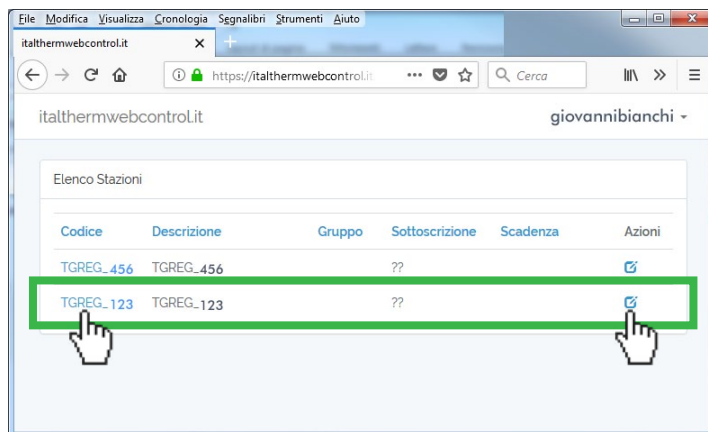 File Modifica Visualizza Cronologia Segnalibri Strumenti Aiuto
italthermwebcontrol.it
https://italthermwebcontrol.it
Cerca
italthermwebcontrol.it giovannibianchi
Elenco Stazioni
Codice Descrizione Gruppo Sottoscrizione Scadenza Azioni
TGREG_456 TGREG_456 ??
TGREG_123 TGREG_123 ??